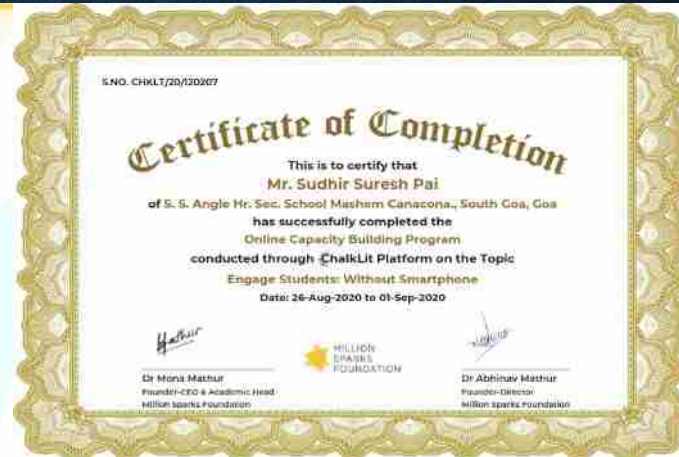 S.NO. CHKLT/20/120207
Certificate of Completion
This is to certify that
Mr. Sudhir Suresh Pai
of S. S. Angle Hr. Sec. School Mashem Canacona., South Goa, Goa
has successfully completed the
Online Capacity Building Program
conducted through ChalkLit Platform on the Topic
Engage Students: Without Smartphone
Date: 26-Aug-2020 to 01-Sep-2020
Mathur
MILLION
SPARKS
FOUNDATION
Dr Mona Mathur
Founder-CEO & Academic Head
Million Sparks Foundation
Dr Abhinav Mathur
Founder-Director
Million Sparks Foundation